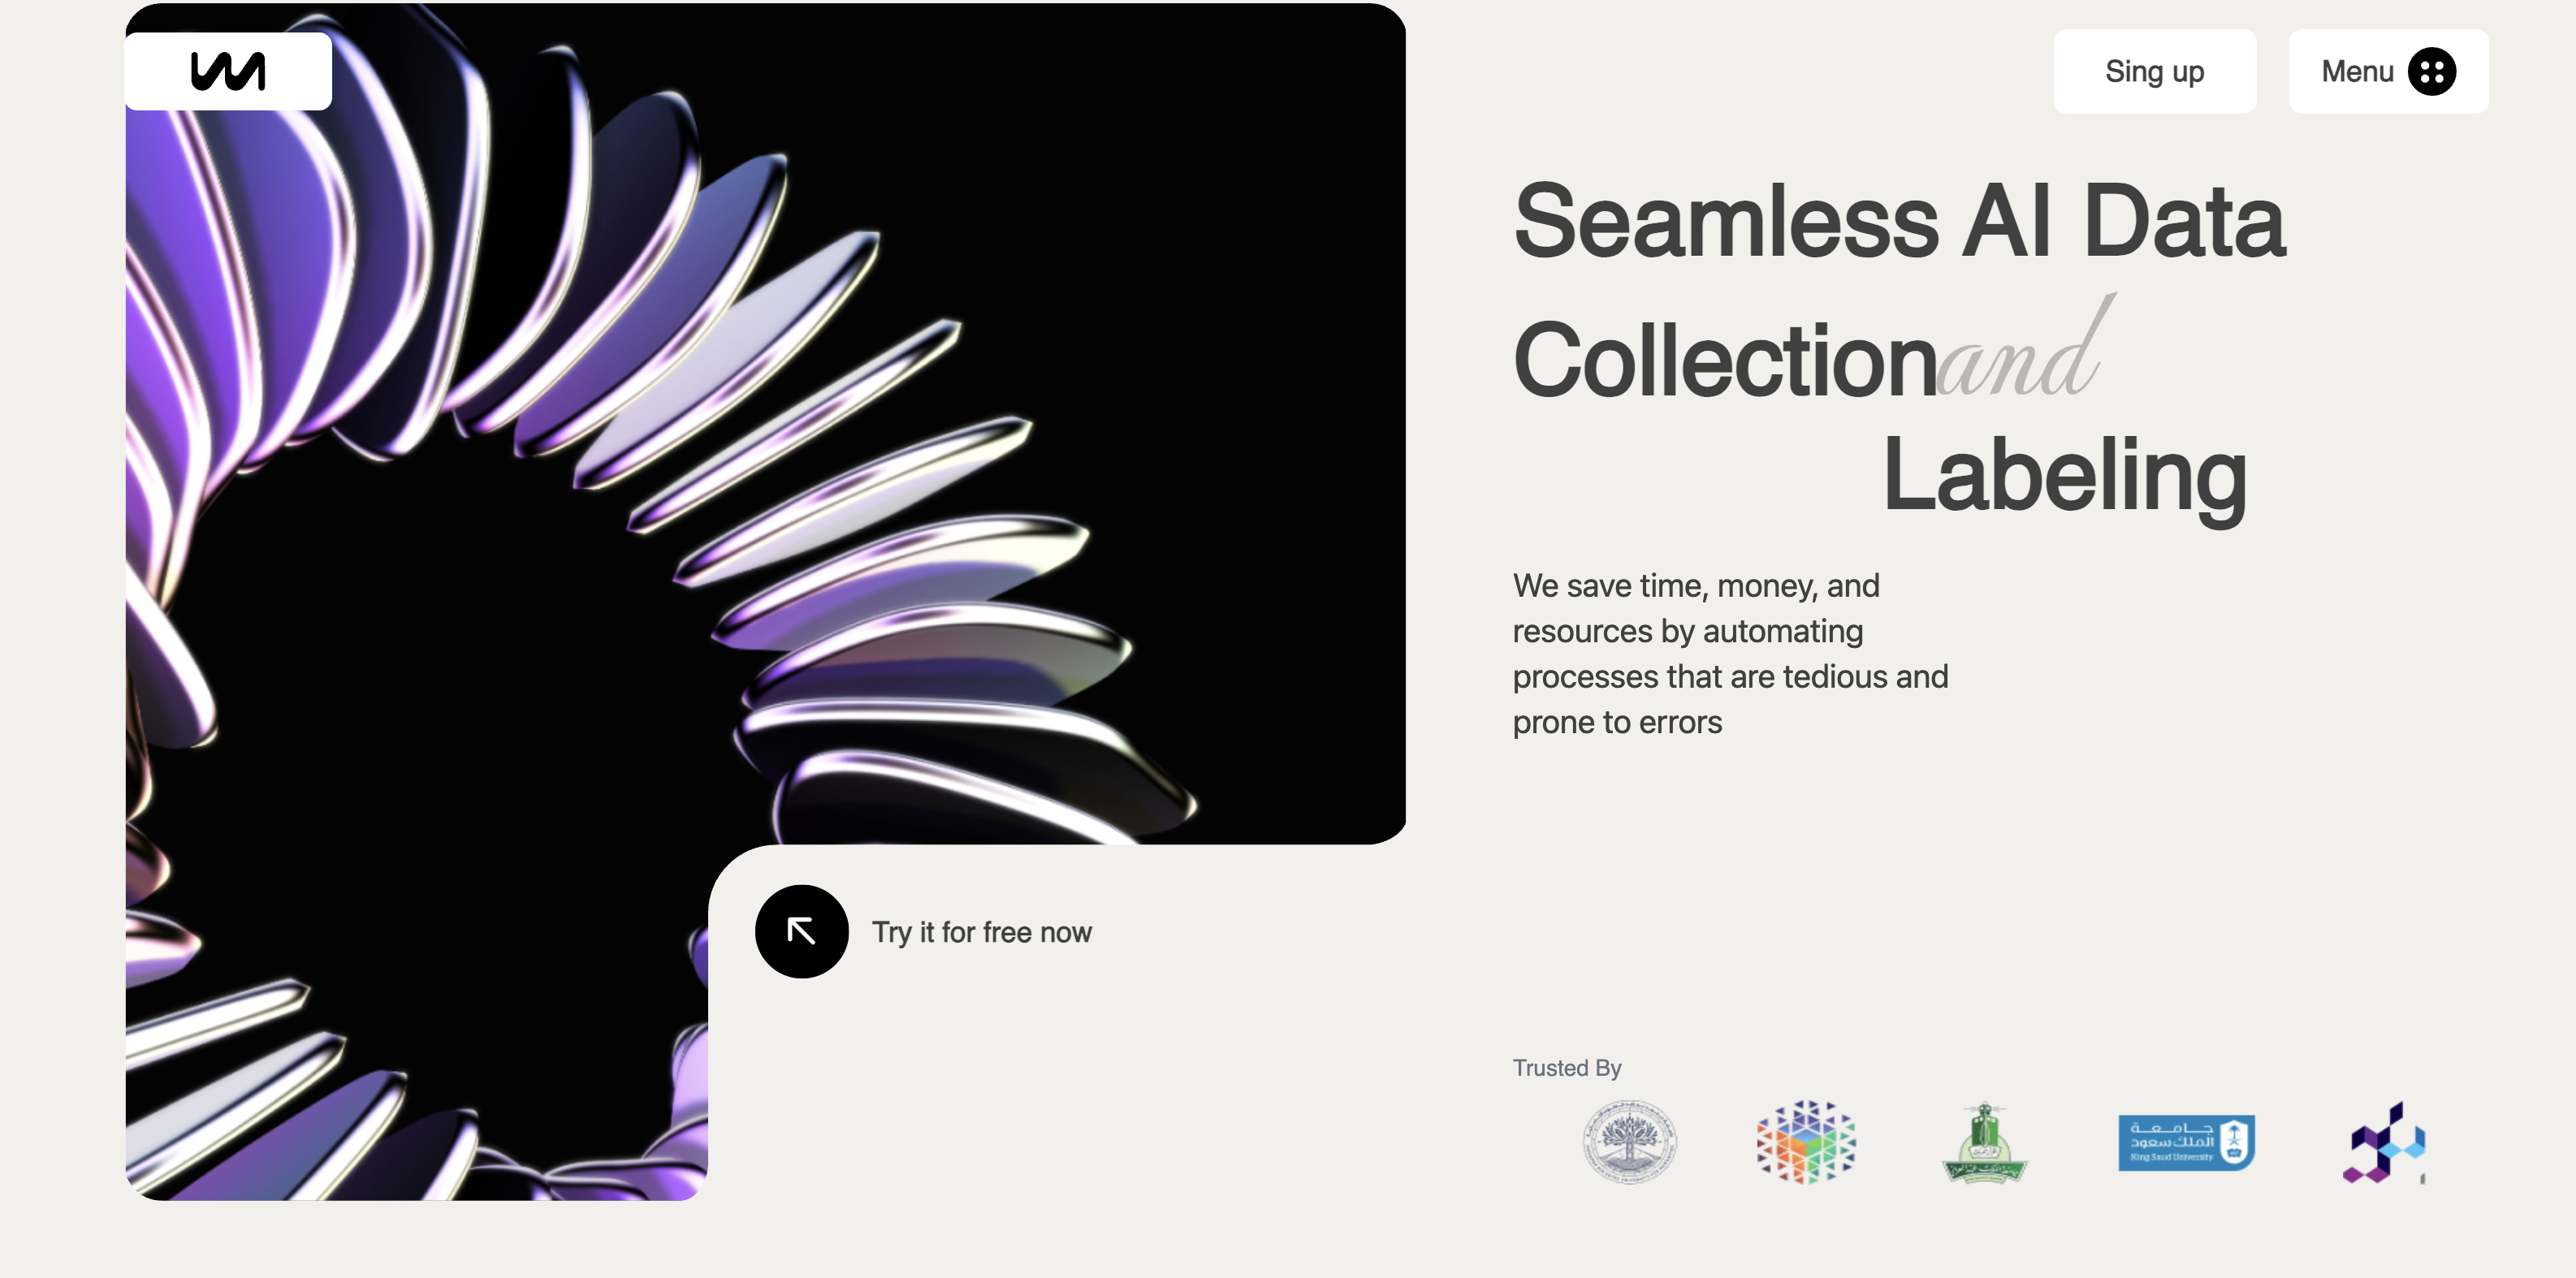 Sing up
Menu
Seamless AI Data
Collection and
Labeling
We save time, money, and
resources by automating
processes that are tedious and
prone to errors
Try it for free now
Trusted By
جامعة
الملك سعود
King Saud University